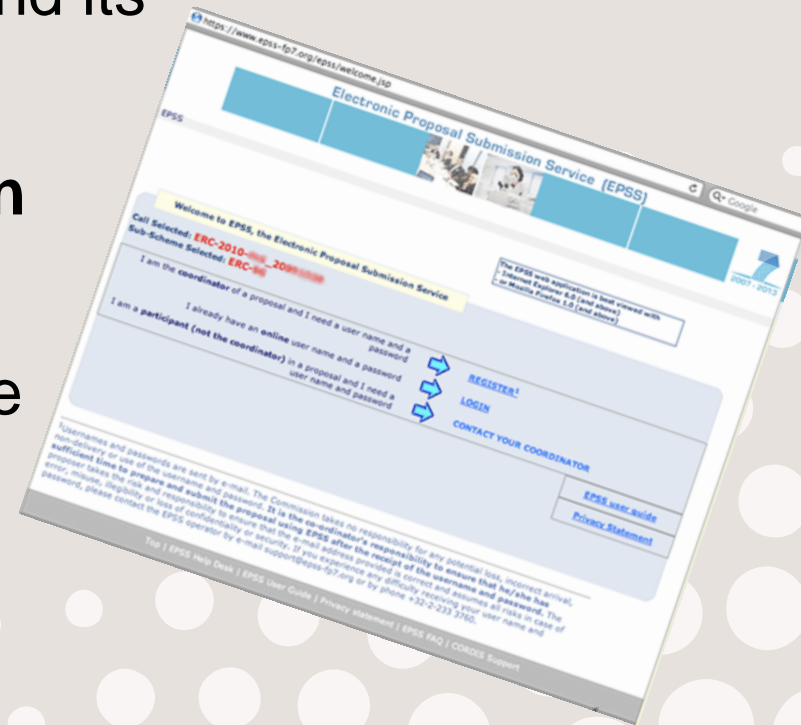 nd its
n
e
https://www.epss-fp7.org/epss/welcome.jsp
Google
Electronic Proposal Submission Service (EPSS)
EPSS
2007 - 2013
Welcome to EPSS, the Electronic Proposal Submission Service
Call Selected: ERC-2010-
Sub-Scheme Selected: ERC-
The EPSS web application is best viewed with
- Internet Explorer 6.0 (and above)
- or Mozilla Firefox 1.0 (and above)
I am the coordinator of a proposal and I need a user name and a
password
REGISTER¹
I already have an online user name and a password
LOGIN
I am a participant (not the coordinator) in a proposal and I need a
user name and password
CONTACT YOUR COORDINATOR
EPSS user guide
Privacy Statement
¹Usernames and passwords are sent by e-mail. The Commission takes no responsibility for any potential loss, incorrect arrival,
non-delivery or use of the username and password. It is the co-ordinator's responsibility to ensure that he/she has
sufficient time to prepare and submit the proposal using EPSS after the receipt of the username and password. The
proposer takes the risk and responsibility to ensure that the e-mail address provided is correct and assumes all risks in case of
error, misuse, illegibility or loss of confidentiality or security. If you experience any difficulty receiving your user name and
password, please contact the EPSS operator by e-mail support@epss-fp7.org or by phone +32-2-233 3760.
Top | EPSS Help Desk | EPSS User Guide | Privacy statement | EPSS FAQ | CORDIS Support